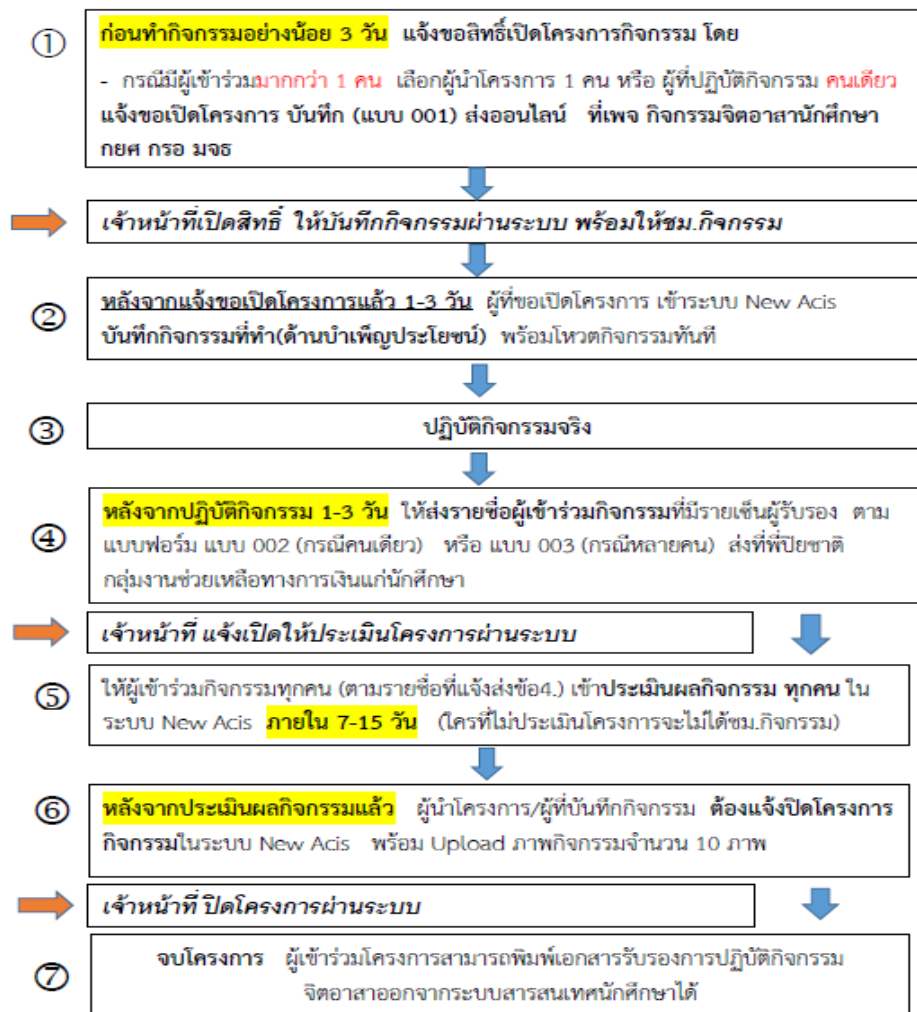 ① ก่อนทำกิจกรรมอย่างน้อย 3 วัน แจ้งขอสิทธิ์เปิดโครงการกิจกรรม โดย
- กรณีมีผู้เข้าร่วมมากกว่า 1 คน เลือกผู้นำโครงการ 1 คน หรือ ผู้ที่ปฏิบัติกิจกรรม คนเดียว
แจ้งขอเปิดโครงการ บันทึก (แบบ 001) ส่งออนไลน์ ที่เพจ กิจกรรมจิตอาสานักศึกษา
กยศ กรอ มจธ
เจ้าหน้าที่เปิดสิทธิ์ ให้บันทึกกิจกรรมผ่านระบบ พร้อมให้ชม.กิจกรรม
② หลังจากแจ้งขอเปิดโครงการแล้ว 1-3 วัน ผู้ที่ขอเปิดโครงการ เข้าระบบ New Acis
บันทึกกิจกรรมที่ทำ(ด้านบำเพ็ญประโยชน์) พร้อมโหวตกิจกรรมทันที
③ ปฏิบัติกิจกรรมจริง
④ หลังจากปฏิบัติกิจกรรม 1-3 วัน ให้ส่งรายชื่อผู้เข้าร่วมกิจกรรมที่มีรายเซ็นผู้รับรอง ตาม
แบบฟอร์ม แบบ 002 (กรณีคนเดียว) หรือ แบบ 003 (กรณีหลายคน) ส่งที่พี่ปิยชาติ
กลุ่มงานช่วยเหลือทางการเงินแก่นักศึกษา
เจ้าหน้าที่ แจ้งเปิดให้ประเมินโครงการผ่านระบบ
⑤ ให้ผู้เข้าร่วมกิจกรรมทุกคน (ตามรายชื่อที่แจ้งส่งข้อ4.) เข้าประเมินผลกิจกรรม ทุกคน ใน
ระบบ New Acis ภายใน 7-15 วัน (ใครที่ไม่ประเมินโครงการจะไม่ได้ชม.กิจกรรม)
⑥ หลังจากประเมินผลกิจกรรมแล้ว ผู้นำโครงการ/ผู้ที่บันทึกกิจกรรม ต้องแจ้งปิดโครงการ
กิจกรรมในระบบ New Acis พร้อม Upload ภาพกิจกรรมจำนวน 10 ภาพ
เจ้าหน้าที่ ปิดโครงการผ่านระบบ
⑦ จบโครงการ ผู้เข้าร่วมโครงการสามารถพิมพ์เอกสารรับรองการปฏิบัติกิจกรรม
จิตอาสาออกจากระบบสารสนเทศนักศึกษาได้